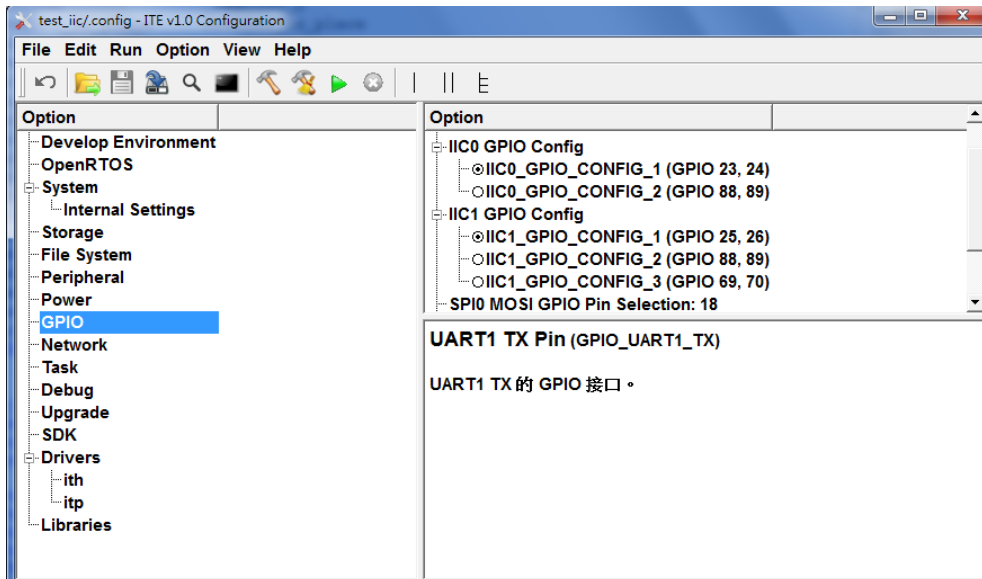 test_iic/.config - ITE v1.0 Configuration
File Edit Run Option View Help
Option
Develop Environment
OpenRTOS
System
Internal Settings
Storage
File System
Peripheral
Power
GPIO
Network
Task
Debug
Upgrade
SDK
Drivers
ith
itp
Libraries
Option
IIC0 GPIO Config
IIC0_GPIO_CONFIG_1 (GPIO 23, 24)
IIC0_GPIO_CONFIG_2 (GPIO 88, 89)
IIC1 GPIO Config
IIC1_GPIO_CONFIG_1 (GPIO 25, 26)
IIC1_GPIO_CONFIG_2 (GPIO 88, 89)
IIC1_GPIO_CONFIG_3 (GPIO 69, 70)
SPI0 MOSI GPIO Pin Selection: 18
UART1 TX Pin (GPIO_UART1_TX)
UART1 TX 的 GPIO 接口。